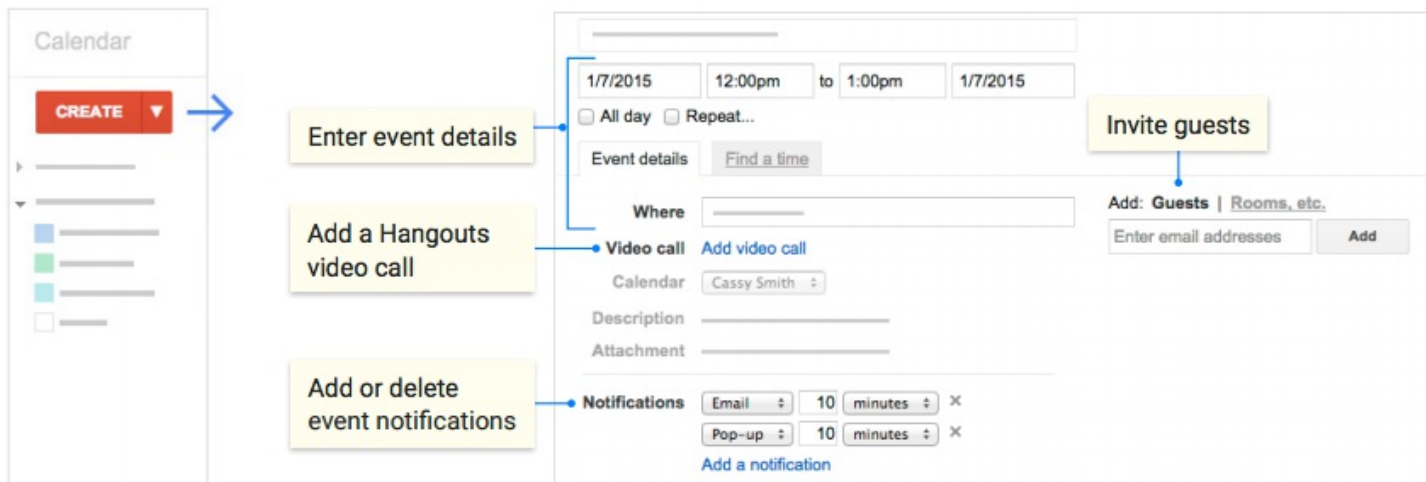 Calendar
CREATE
Enter event details
Add a Hangouts
video call
Add or delete
event notifications
1/7/2015 12:00pm to 1:00pm 1/7/2015
All day Repeat...
Event details Find a time
Where
Video call Add video call
Calendar Cassy Smith
Description
Attachment
Notifications Email 10 minutes ×
Pop-up 10 minutes ×
Add a notification
Invite guests
Add: Guests | Rooms, etc.
Enter email addresses Add